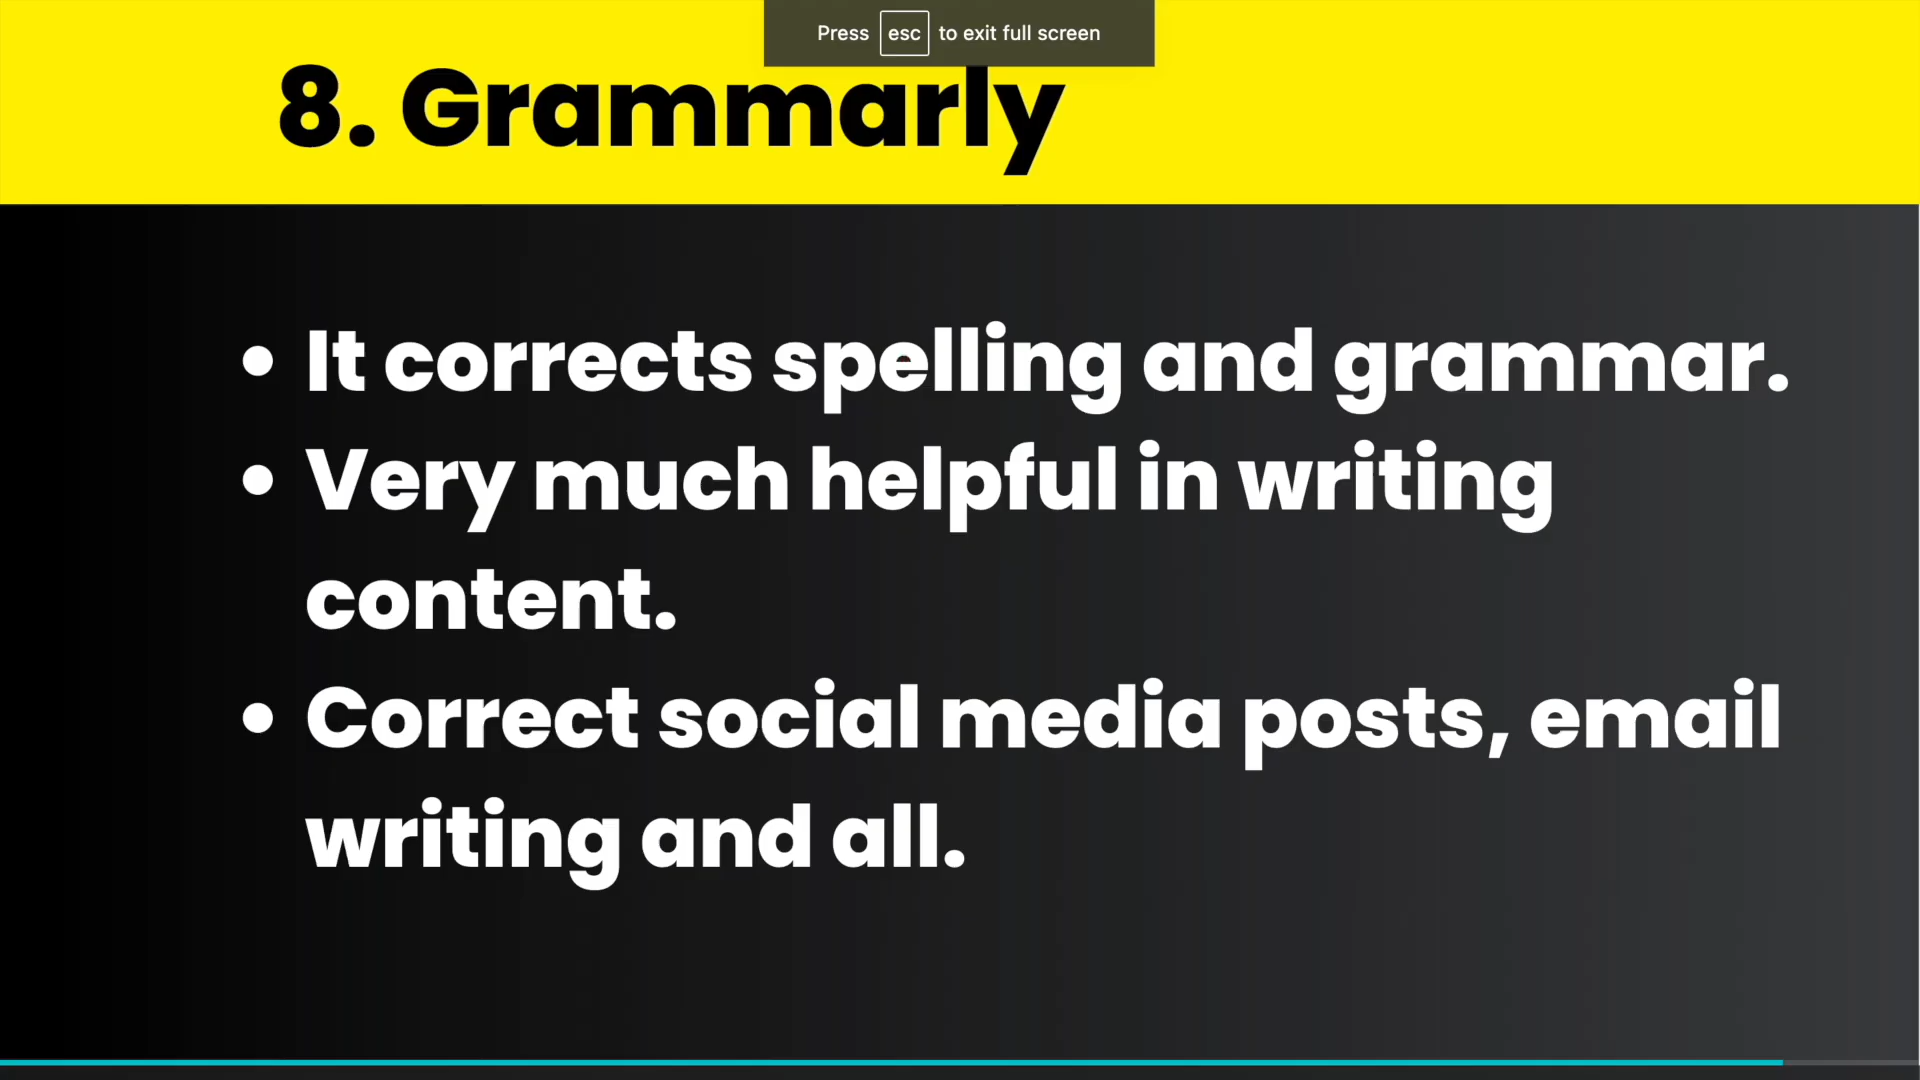 Press esc to exit full screen
8. Grammarly
• It corrects spelling and grammar.
• Very much helpful in writing
content.
• Correct social media posts, email
writing and all.